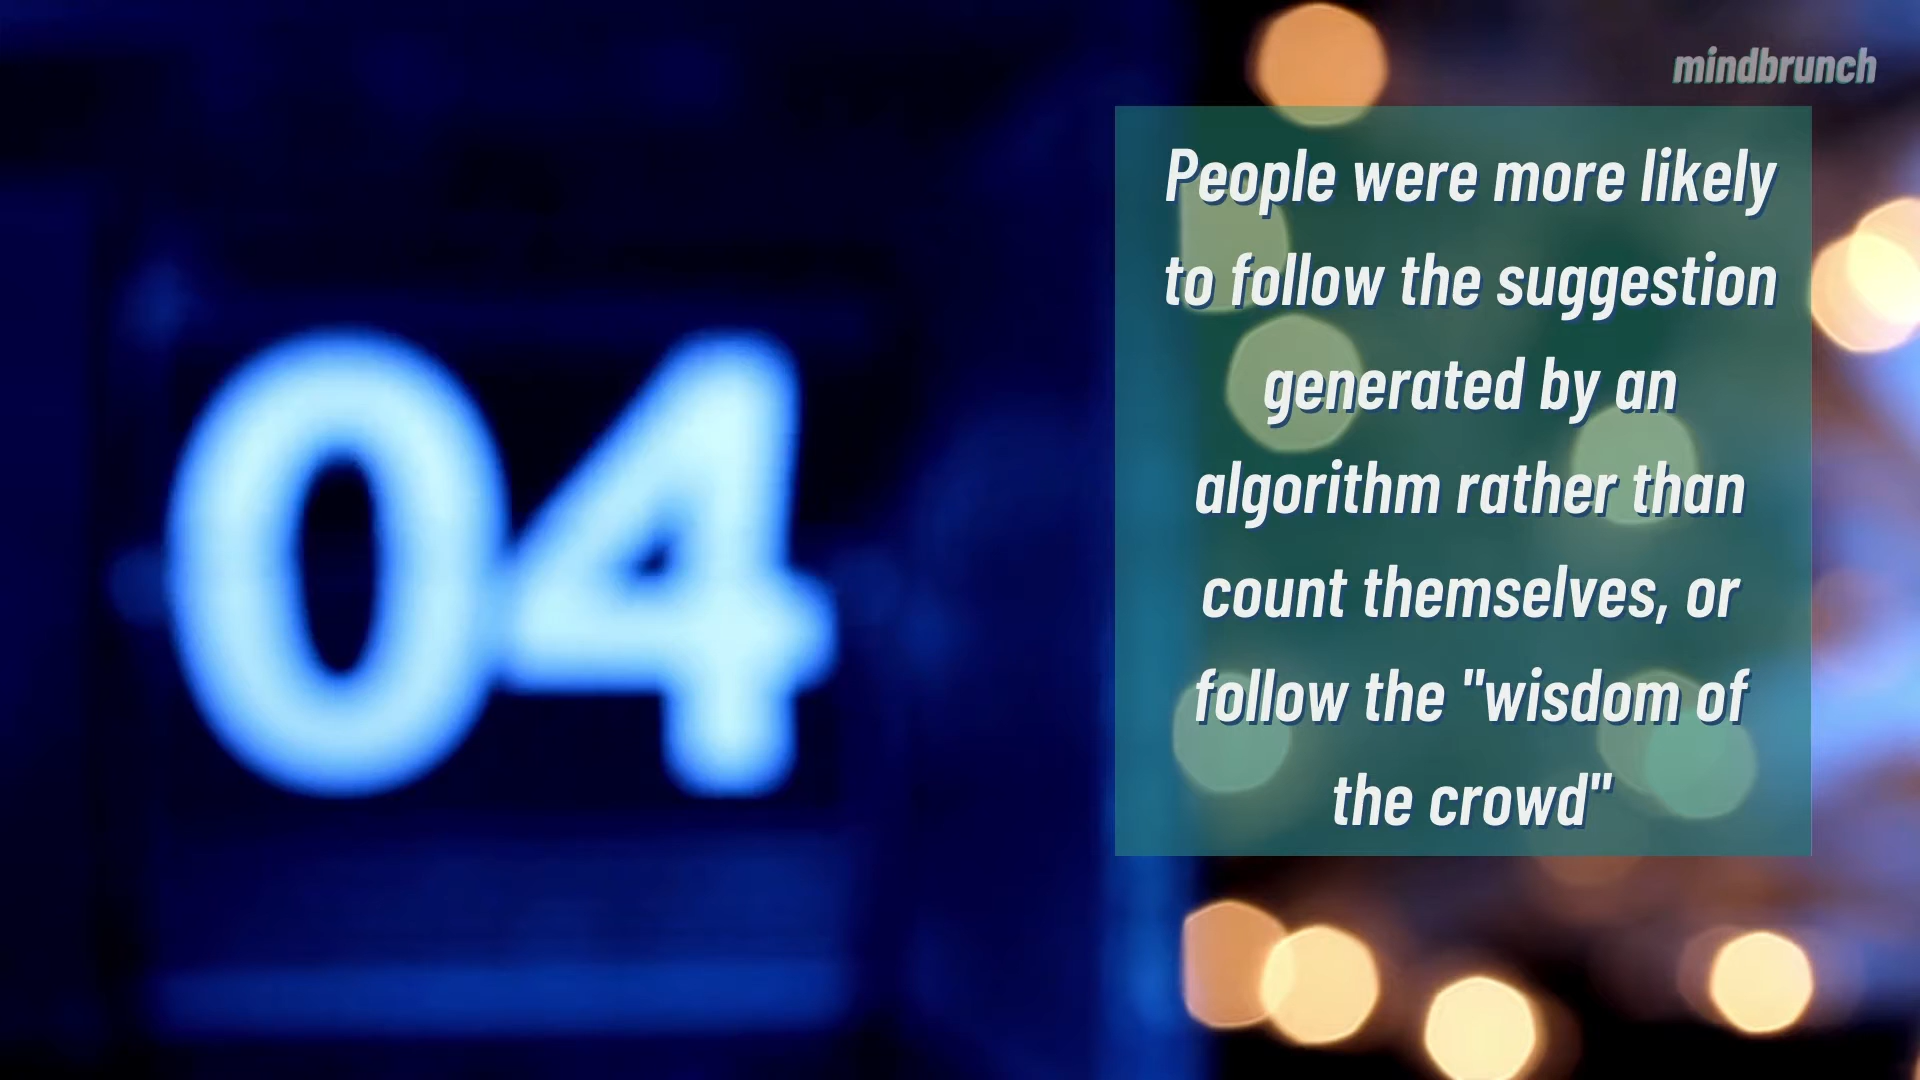 mindbrunch
04
People were more likely
to follow the suggestion
generated by an
algorithm rather than
count themselves, or
follow the "wisdom of
the crowd"